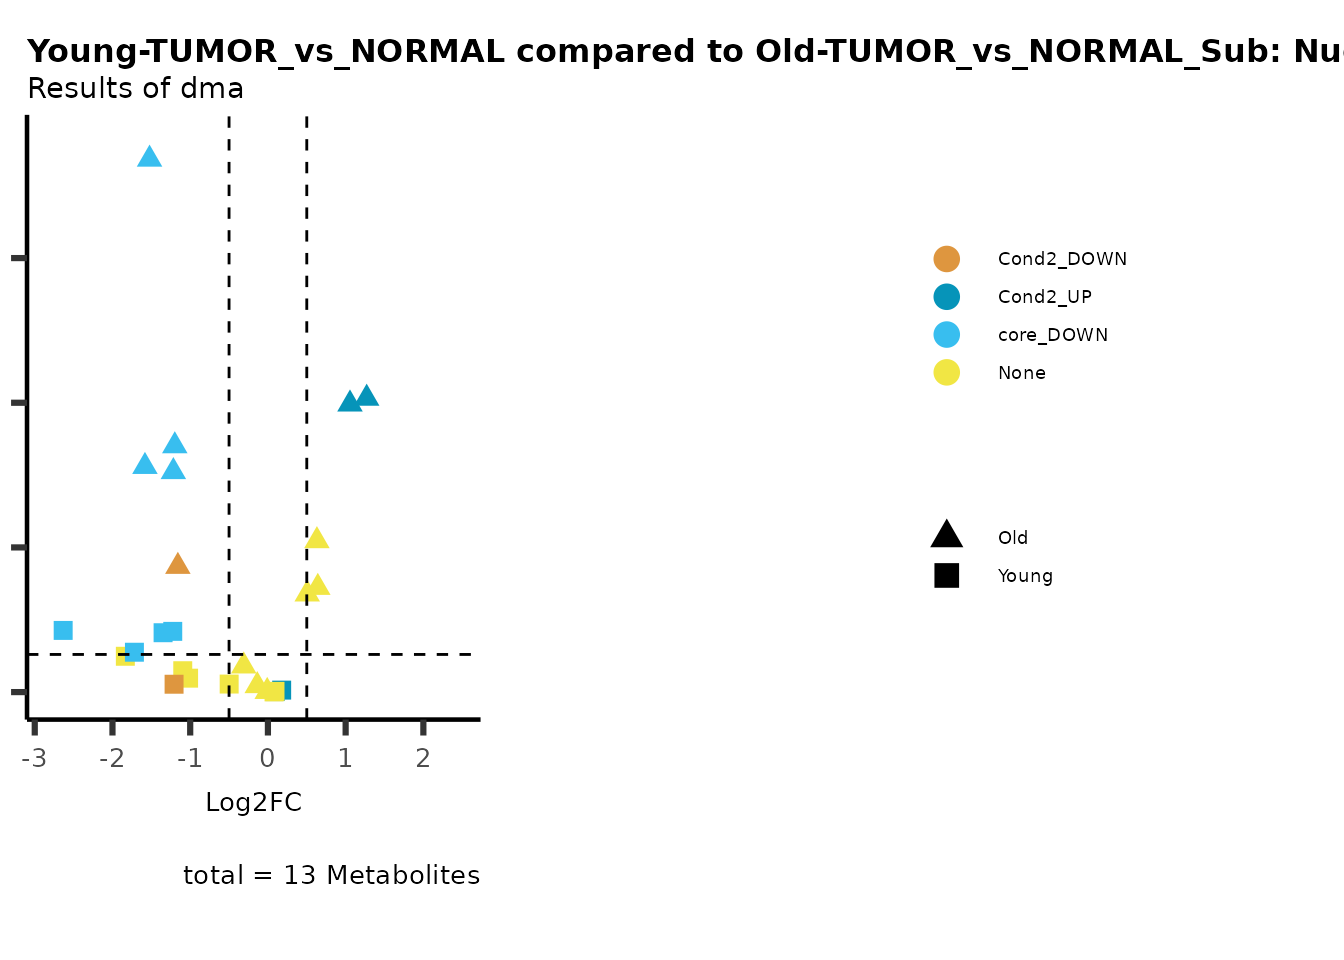 Young-TUMOR_vs_NORMAL compared to Old-TUMOR_vs_NORMAL_Sub: Nu
Results of dma
Cond2_DOWN
Cond2_UP
core_DOWN
None
Old
Young
-3 -2 -1 0 1 2
Log2FC
total = 13 Metabolites